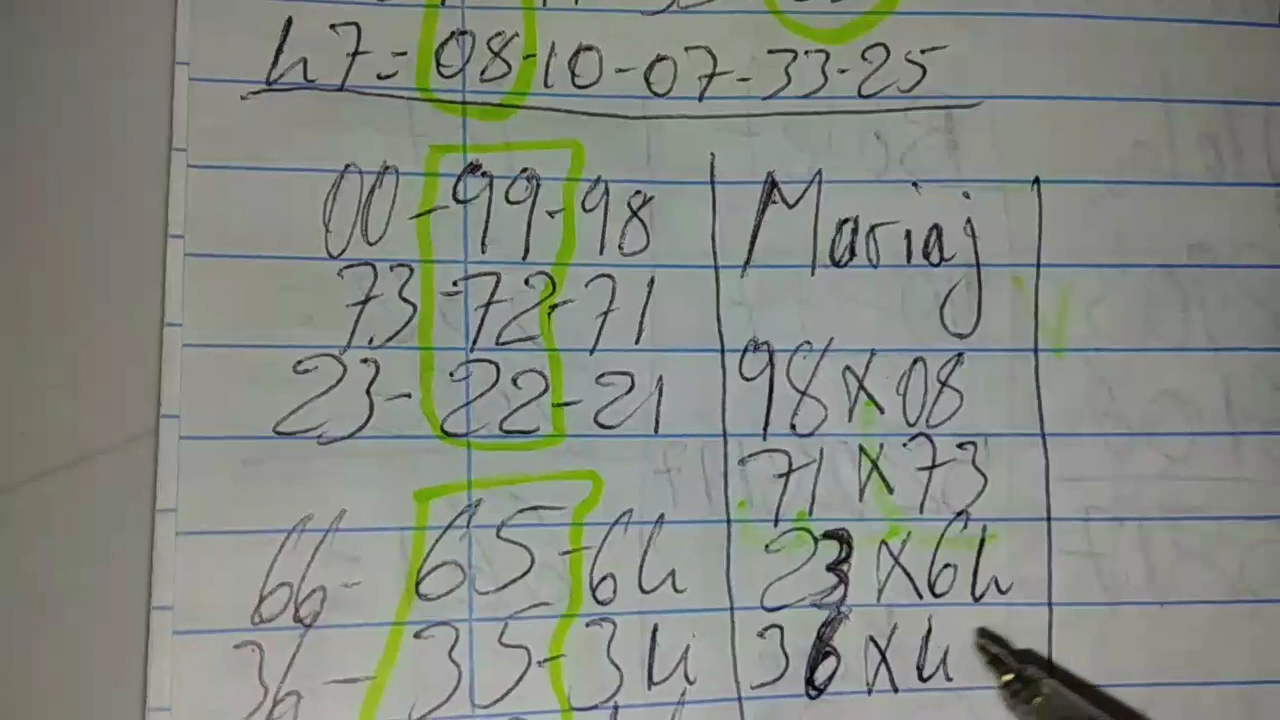 47=08-10-07-33-25
00-99-98
73-72-71
23-22-21
66-65-64
36-35-34
Mariaj
98x08
71x73
23x64
36x4